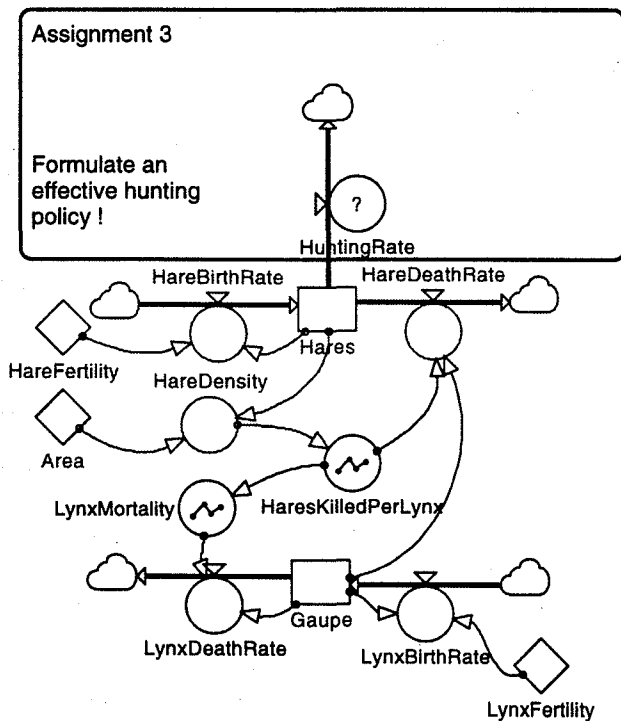 Assignment 3
Formulate an
effective hunting
policy !
?
HuntingRate
HareBirthRate
HareDeathRate
Hares
HareFertility
HareDensity
Area
LynxMortality
HaresKilledPerLynx
Gaupe
LynxDeathRate
LynxBirthRate
LynxFertility